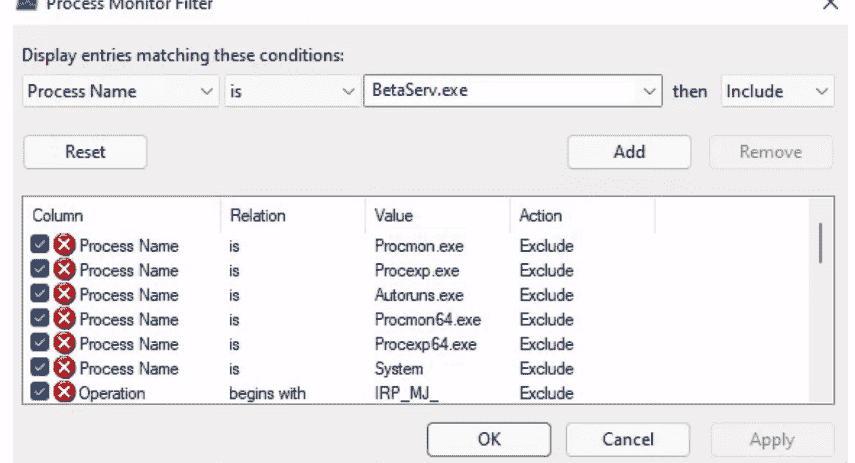 Process Monitor Filter
Display entries matching these conditions:
Process Name is BetaServ.exe then Include
Reset Add Remove
Column Relation Value Action
Process Name is Procmon.exe Exclude
Process Name is Procexp.exe Exclude
Process Name is Autoruns.exe Exclude
Process Name is Procmon64.exe Exclude
Process Name is Procexp64.exe Exclude
Process Name is System Exclude
Operation begins with IRP_MJ_ Exclude
OK Cancel Apply